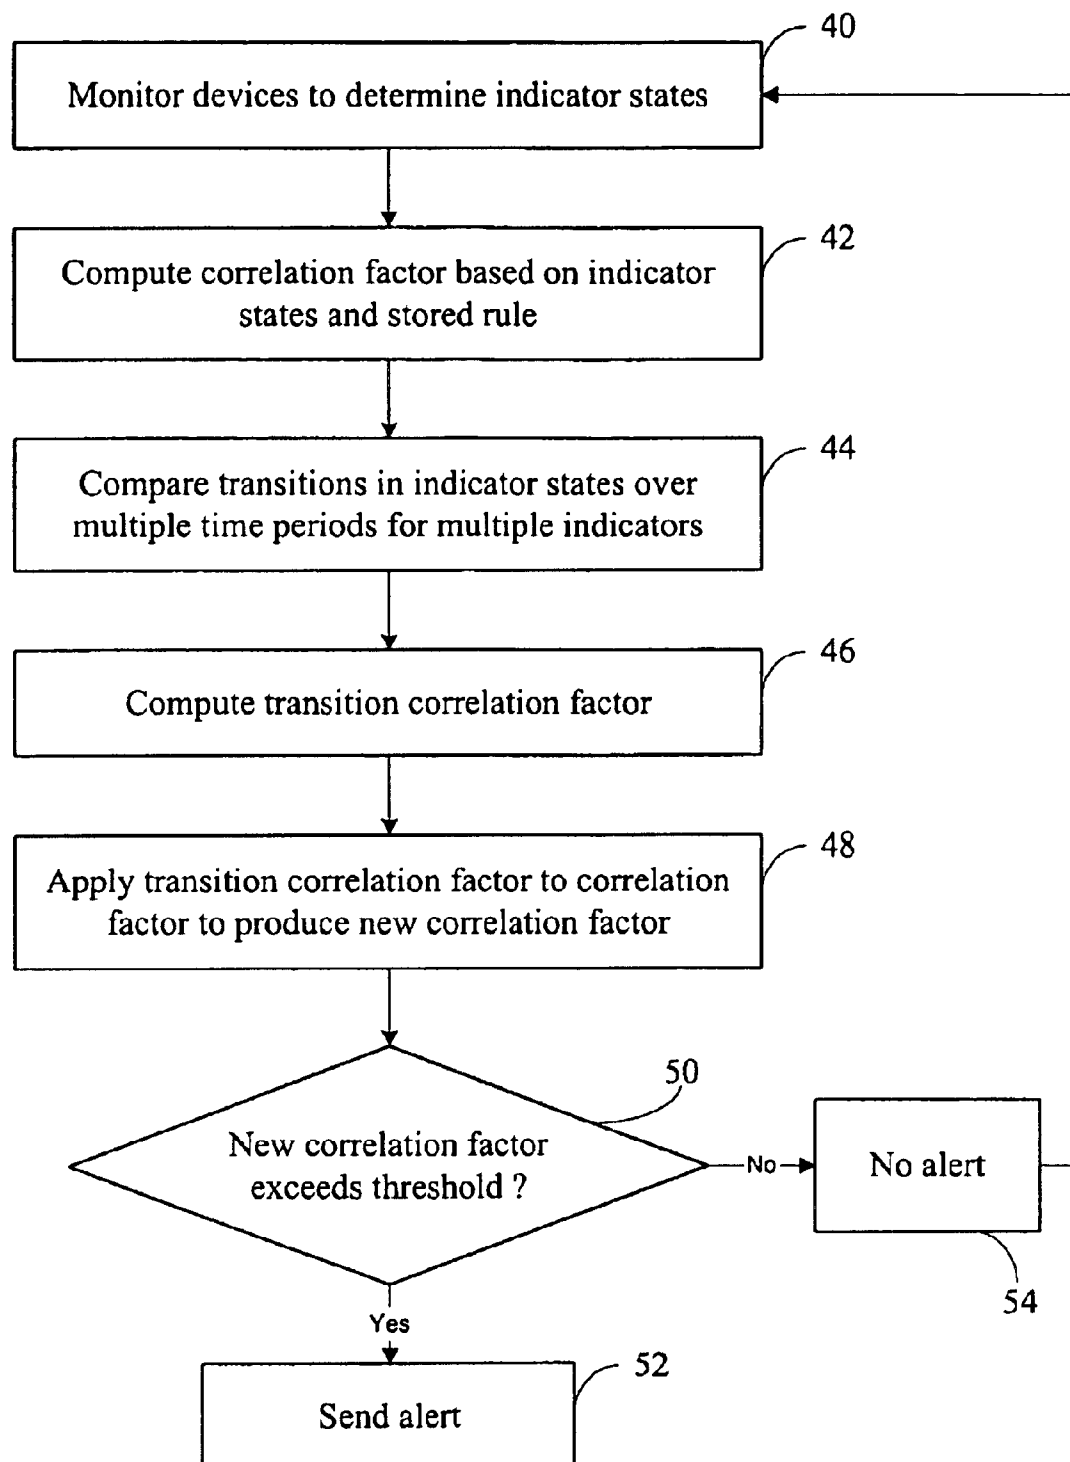 40
Monitor devices to determine indicator states
42
Compute correlation factor based on indicator
states and stored rule
44
Compare transitions in indicator states over
multiple time periods for multiple indicators
46
Compute transition correlation factor
48
Apply transition correlation factor to correlation
factor to produce new correlation factor
50
New correlation factor
exceeds threshold ?
No
No alert
54
Yes
52
Send alert